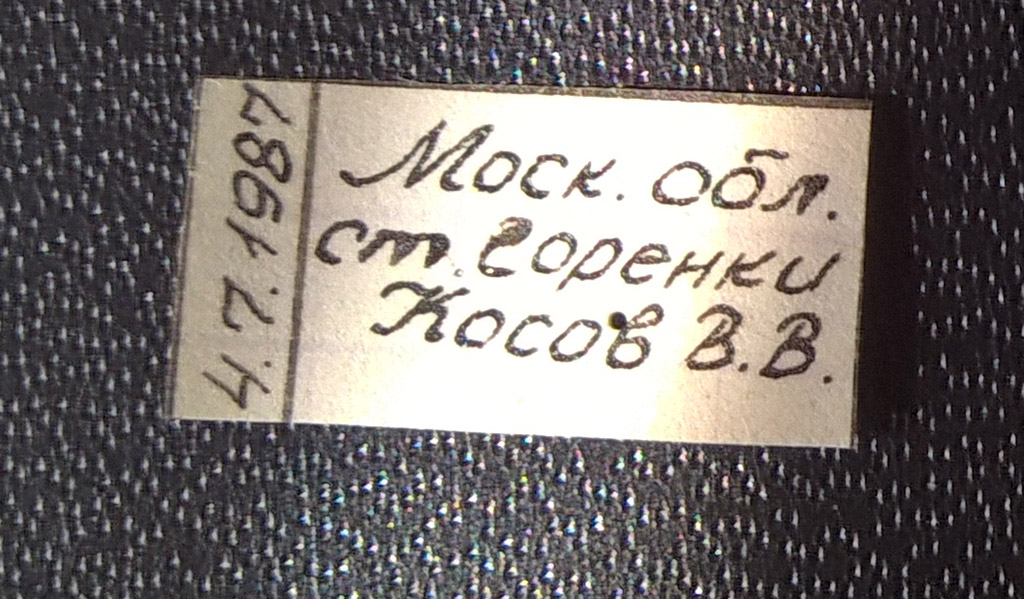 4.7.1987
Моск. обл.
ст. Горенки
Косов В.В.